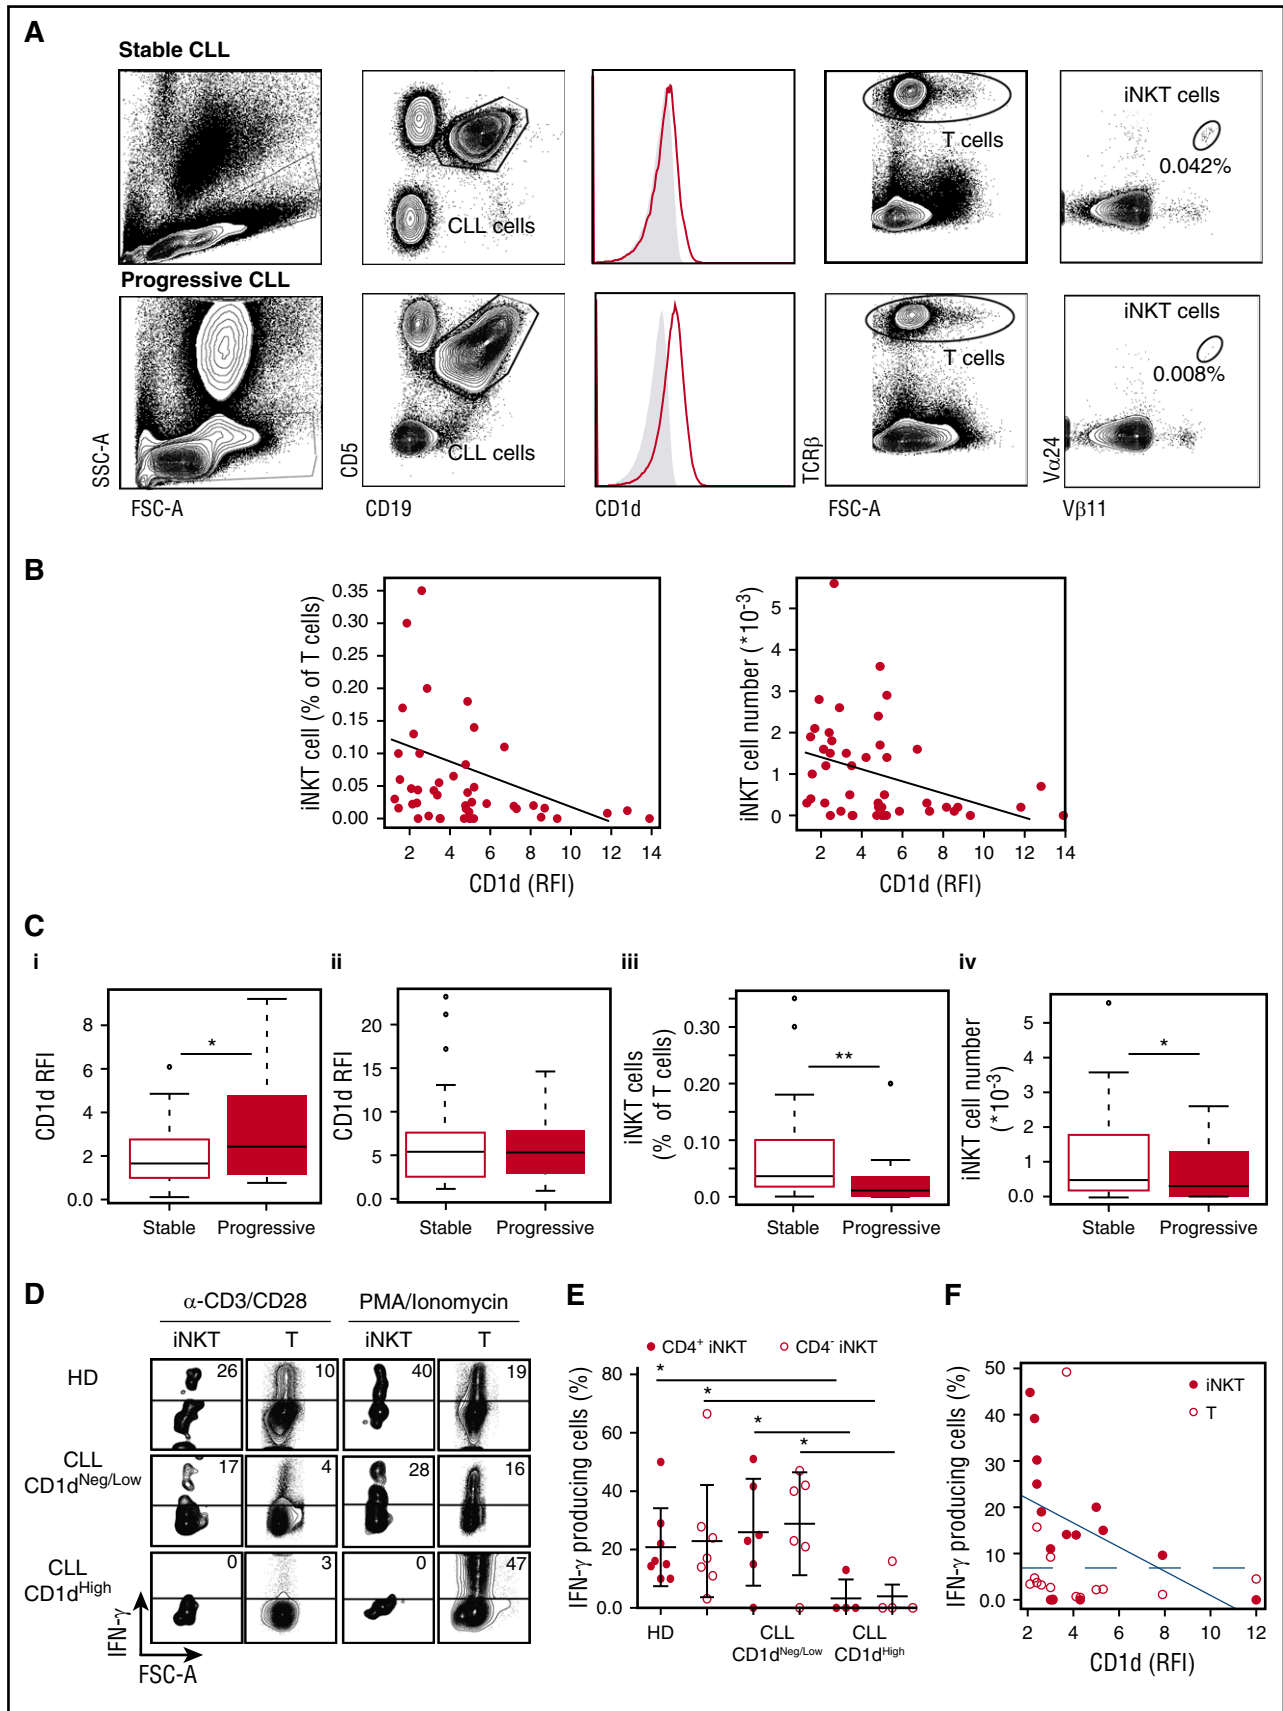 A
Stable CLL
CLL cells
T cells
iNKT cells
0.042%
Progressive CLL
CLL cells
T cells
iNKT cells
0.008%
SSC-A
FSC-A
CD5
CD19
CD1d
TCRβ
FSC-A
Vα24
Vβ11
B
iNKT cell (% of T cells)
0.35
0.30
0.25
0.20
0.15
0.10
0.05
0.00
2 4 6 8 10 12 14
CD1d (RFI)
iNKT cell number (*10⁻³)
5
4
3
2
1
0
2 4 6 8 10 12 14
CD1d (RFI)
C
i
CD1d RFI
8
6
4
2
0.0
*
Stable Progressive
ii
CD1d RFI
20
15
10
5
0.0
Stable Progressive
iii
iNKT cells
(% of T cells)
0.30
0.20
0.10
0.0
**
Stable Progressive
iv
iNKT cell number
(*10⁻³)
5
4
3
2
1
0.0
*
Stable Progressive
D
α-CD3/CD28 PMA/Ionomycin
iNKT T iNKT T
HD
26 10 40 19
CLL
CD1d^Neg/Low
17 4 28 16
CLL
CD1d^High
0 3 0 47
IFN-γ
FSC-A
E
CD4⁺ iNKT CD4⁻ iNKT
IFN-γ producing cells (%)
80
60
40
20
0.0
*
*
*
*
HD CLL CLL
CD1d^Neg/Low CD1d^High
F
IFN-γ producing cells (%)
50
40
30
20
10
0.0
iNKT
T
2 4 6 8 10 12
CD1d (RFI)